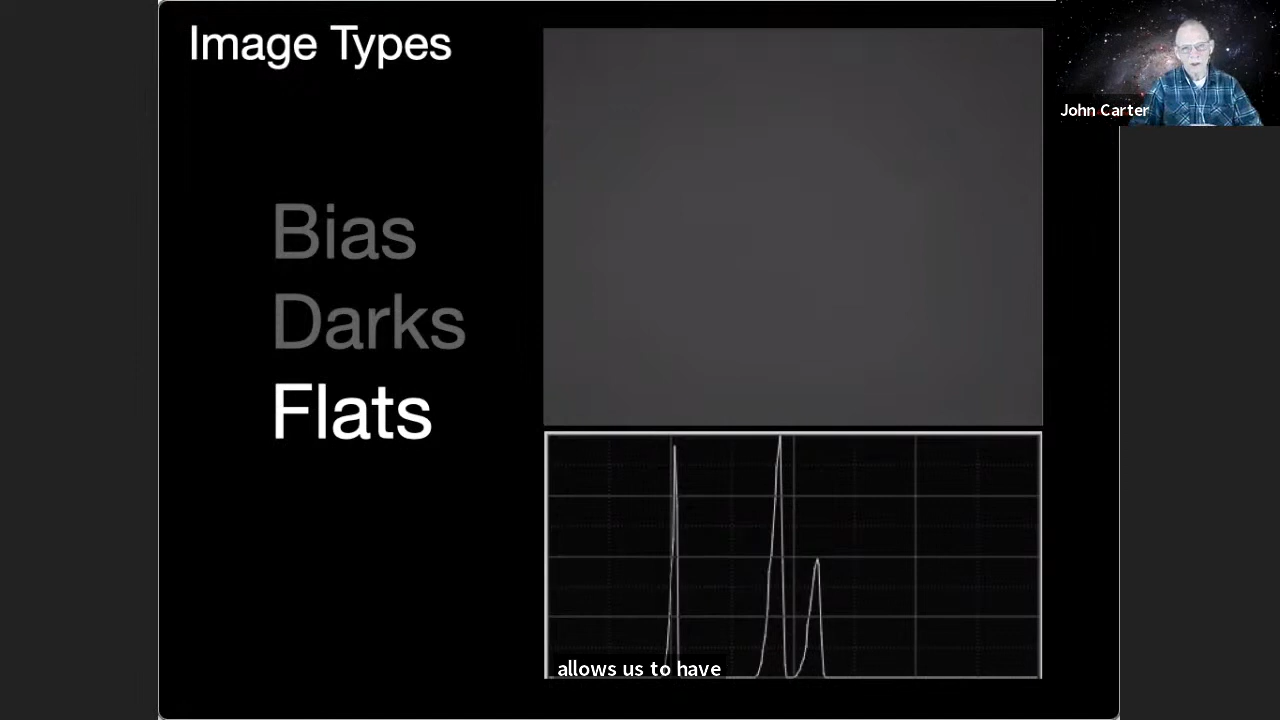 Image Types
John Carter
Bias
Darks
Flats
allows us to have